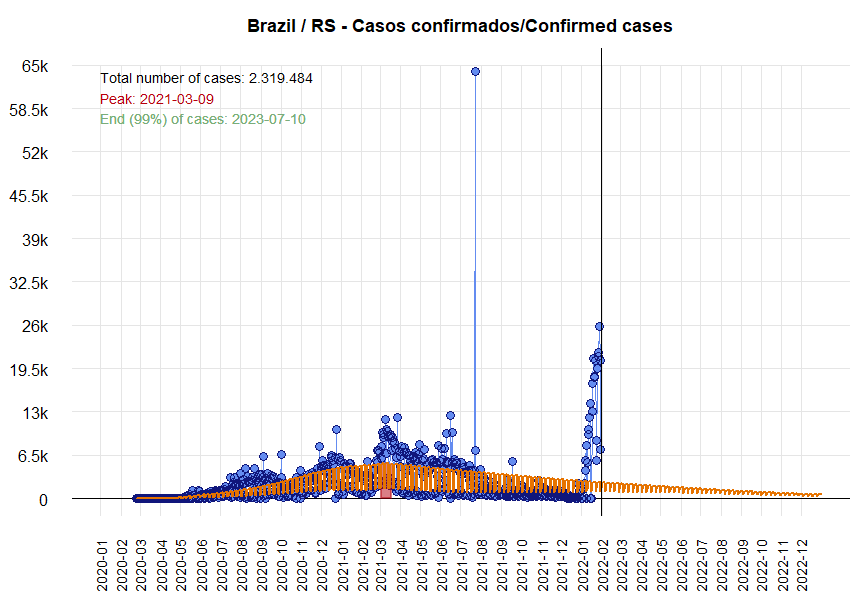 Brazil / RS - Casos confirmados/Confirmed cases
65k
Total number of cases: 2.319.484
Peak: 2021-03-09
58.5k
End (99%) of cases: 2023-07-10
52k
45.5k
39k
32.5k
26k
19.5k
13k
6.5k
0
2020-01
2020-02
2020-03
2020-04
2020-05
2020-06
2020-07
2020-08
2020-09
2020-10
2020-11
2020-12
2021-01
2021-02
2021-03
2021-04
2021-05
2021-06
2021-07
2021-08
2021-09
2021-10
2021-11
2021-12
2022-01
2022-02
2022-03
2022-04
2022-05
2022-06
2022-07
2022-08
2022-09
2022-10
2022-11
2022-12